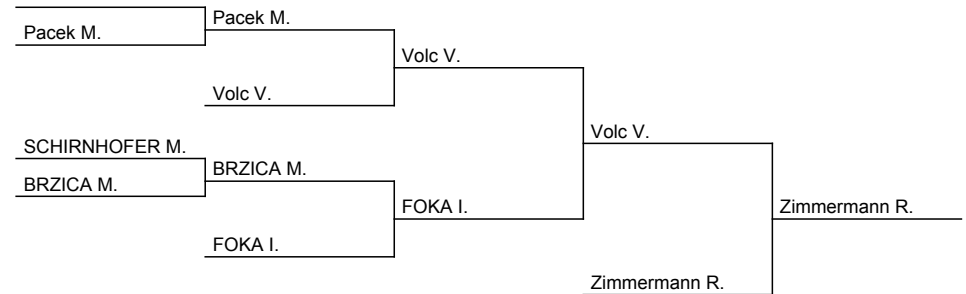 Pacek M.
Pacek M.
Volc V.
Volc V.
Volc V.
SCHIRNHOFER M.
BRZICA M.
BRZICA M.
FOKA I.
Zimmermann R.
FOKA I.
Zimmermann R.